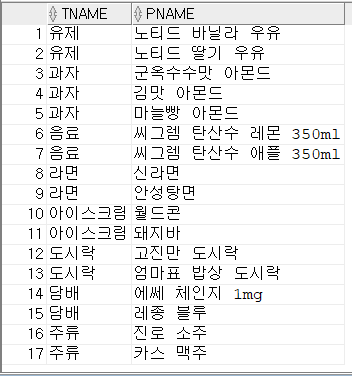 TNAME PNAME
1 유제 노티드 바닐라 우유
2 유제 노티드 딸기 우유
3 과자 군옥수수맛 아몬드
4 과자 김맛 아몬드
5 과자 마늘빵 아몬드
6 음료 씨그램 탄산수 레몬 350ml
7 음료 씨그램 탄산수 애플 350ml
8 라면 신라면
9 라면 안성탕면
10 아이스크림 월드콘
11 아이스크림 돼지바
12 도시락 고진만 도시락
13 도시락 엄마표 밥상 도시락
14 담배 에쎄 체인지 1mg
15 담배 레종 블루
16 주류 진로 소주
17 주류 카스 맥주